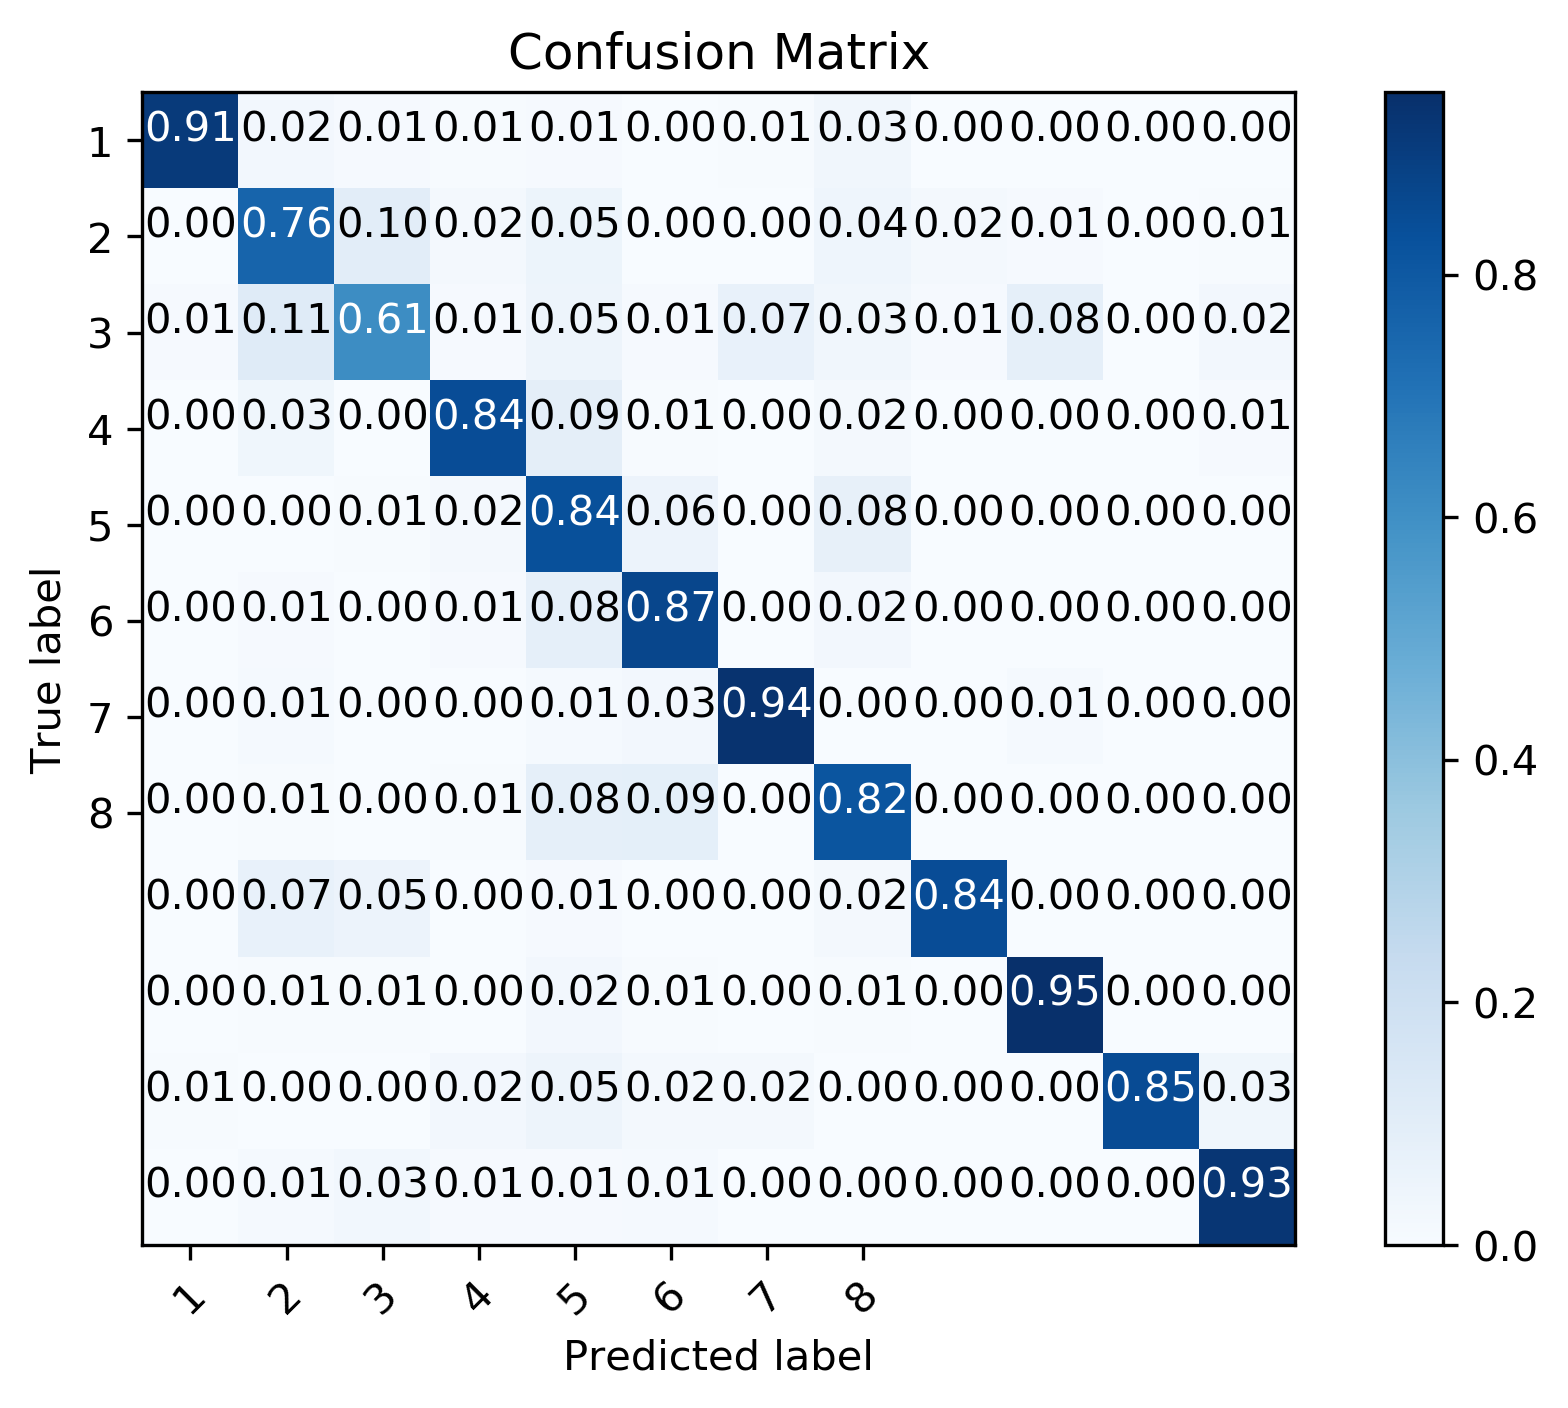 Confusion Matrix
1 0.91 0.02 0.01 0.01 0.01 0.00 0.01 0.03 0.00 0.00 0.00 0.00
2 0.00 0.76 0.10 0.02 0.05 0.00 0.00 0.04 0.02 0.01 0.00 0.01
3 0.01 0.11 0.61 0.01 0.05 0.01 0.07 0.03 0.01 0.08 0.00 0.02
4 0.00 0.03 0.00 0.84 0.09 0.01 0.00 0.02 0.00 0.00 0.00 0.01
5 0.00 0.00 0.01 0.02 0.84 0.06 0.00 0.08 0.00 0.00 0.00 0.00
6 0.00 0.01 0.00 0.01 0.08 0.87 0.00 0.02 0.00 0.00 0.00 0.00
7 0.00 0.01 0.00 0.00 0.01 0.03 0.94 0.00 0.00 0.01 0.00 0.00
8 0.00 0.01 0.00 0.01 0.08 0.09 0.00 0.82 0.00 0.00 0.00 0.00
0.00 0.07 0.05 0.00 0.01 0.00 0.00 0.02 0.84 0.00 0.00 0.00
0.00 0.01 0.01 0.00 0.02 0.01 0.00 0.01 0.00 0.95 0.00 0.00
0.01 0.00 0.00 0.02 0.05 0.02 0.02 0.00 0.00 0.00 0.85 0.03
0.00 0.01 0.03 0.01 0.01 0.01 0.00 0.00 0.00 0.00 0.00 0.93
1 2 3 4 5 6 7 8
Predicted label
True label
0.8
0.6
0.4
0.2
0.0